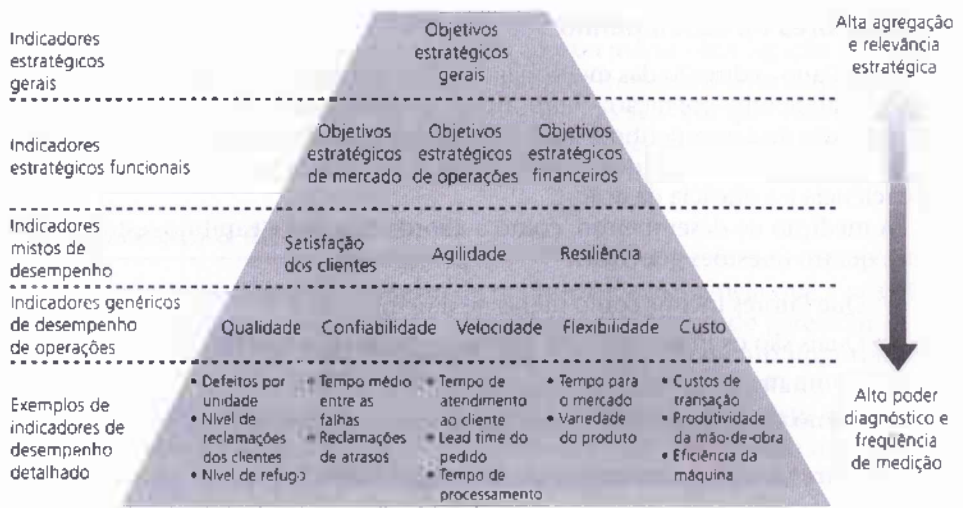 Indicadores
estratégicos
gerais
Objetivos
estratégicos
gerais
Alta agregação
e relevância
estratégica
Indicadores
estratégicos funcionais
Objetivos
estratégicos
de mercado
Objetivos
estratégicos
de operações
Objetivos
estratégicos
financeiros
Indicadores
mistos de
desempenho
Satisfação
dos clientes
Agilidade
Resiliência
Indicadores genéricos
de desempenho
de operações
Qualidade
Confiabilidade
Velocidade
Flexibilidade
Custo
Exemplos de
indicadores de
desempenho
detalhado
• Defeitos por
unidade
• Nível de
reclamações
dos clientes
• Nível de refugo
• Tempo médio
entre as
falhas
• Reclamações
de atrasos
• Tempo de
atendimento
ao cliente
• Lead time do
pedido
• Tempo de
processamento
• Tempo para
o mercado
• Variedade
do produto
• Custos de
transação
• Produtividade
da mão-de-obra
• Eficiência da
máquina
Alto poder
diagnóstico e
freqüência
de medição